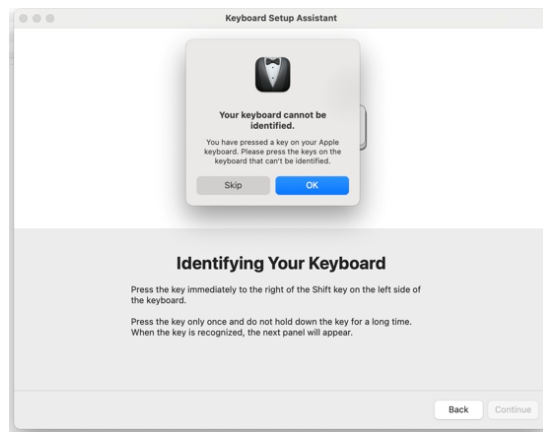 Keyboard Setup Assistant
Your keyboard cannot be
identified.
You have pressed a key on your Apple
keyboard. Please press the keys on the
keyboard that can't be identified.
Skip
OK
Identifying Your Keyboard
Press the key immediately to the right of the Shift key on the left side of
the keyboard.
Press the key only once and do not hold down the key for a long time.
When the key is recognized, the next panel will appear.
Back
Continue